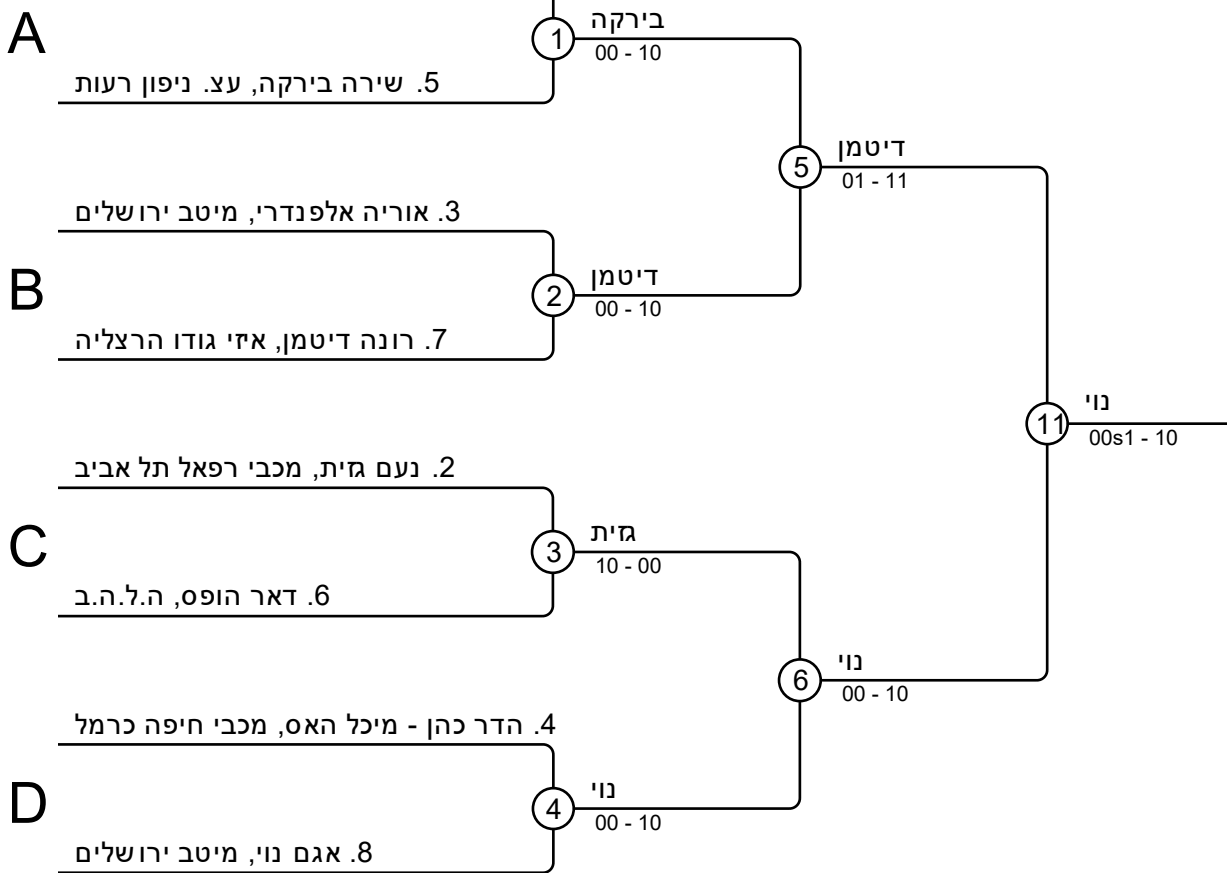 A
1
בירקה
00 - 10
5. שירה בירקה, עצ. ניפון רעות
5
דיטמן
01 - 11
3. אוריה אלפנדרי, מיטב ירושלים
B
2
דיטמן
00 - 10
7. רונה דיטמן, איזי גודו הרצליה
11
נוי
00s1 - 10
2. נעם גזית, מכבי רפאל תל אביב
C
3
גזית
10 - 00
6. דאר הופס, ה.ל.ה.ב
6
נוי
00 - 10
4. הדר כהן - מיכל האס, מכבי חיפה כרמל
D
4
נוי
00 - 10
8. אגם נוי, מיטב ירושלים